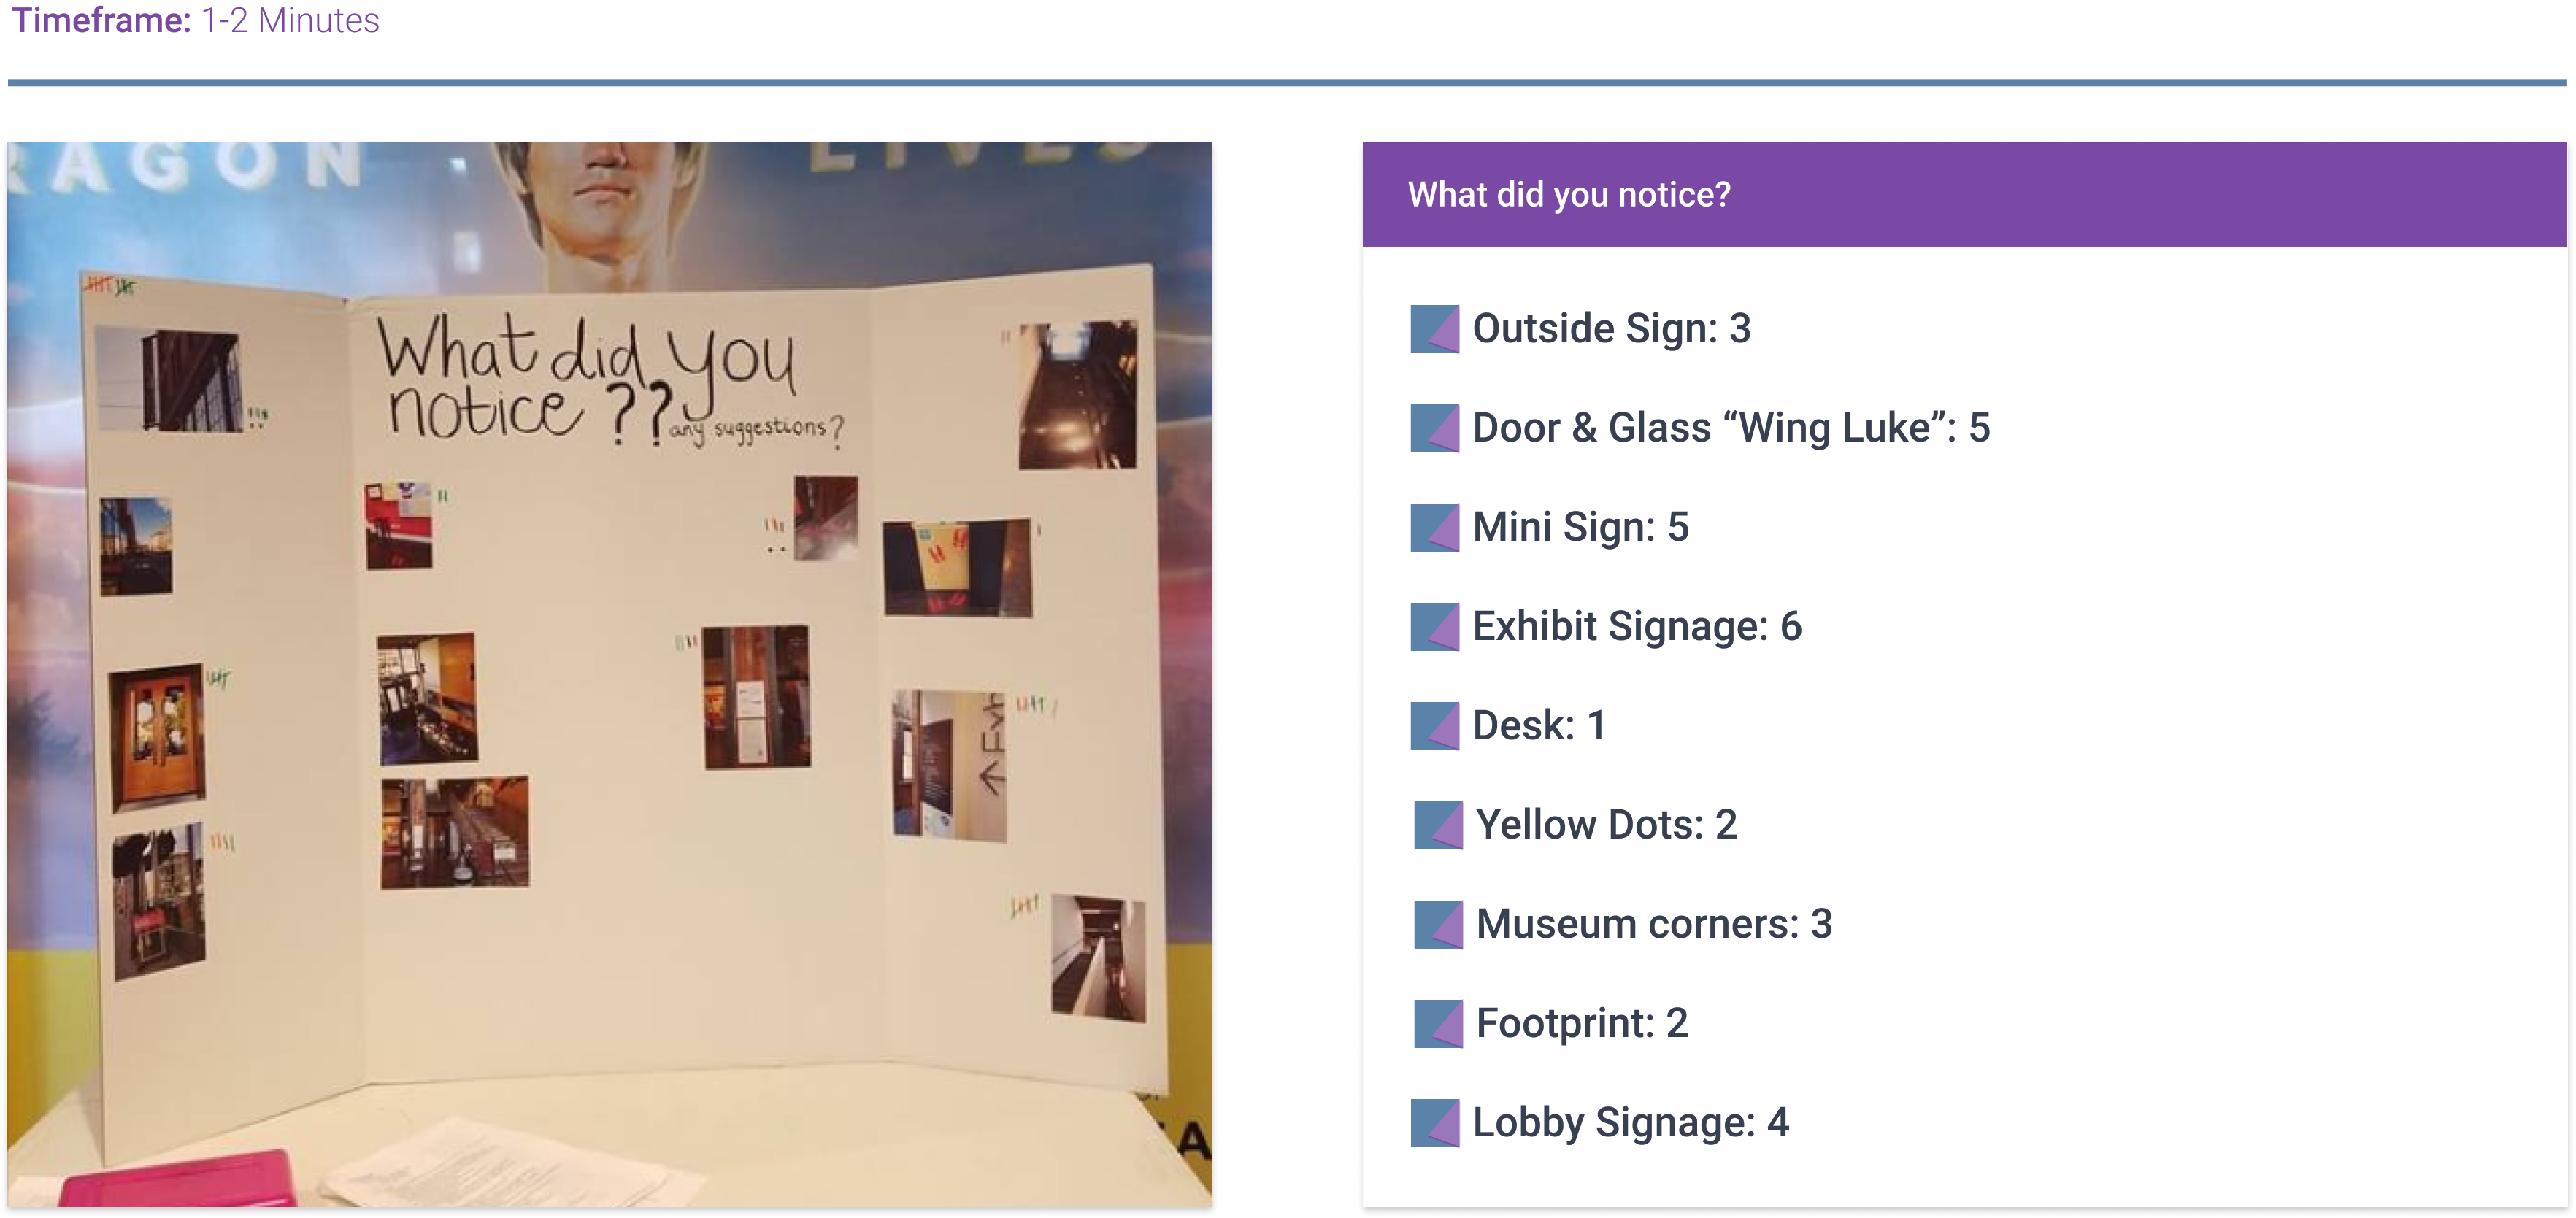 Timeframe: 1-2 Minutes
RAGON
LIVES
What did you
notice ??
any suggestions?
What did you notice?
Outside Sign: 3
Door & Glass “Wing Luke”: 5
Mini Sign: 5
Exhibit Signage: 6
Desk: 1
Yellow Dots: 2
Museum corners: 3
Footprint: 2
Lobby Signage: 4